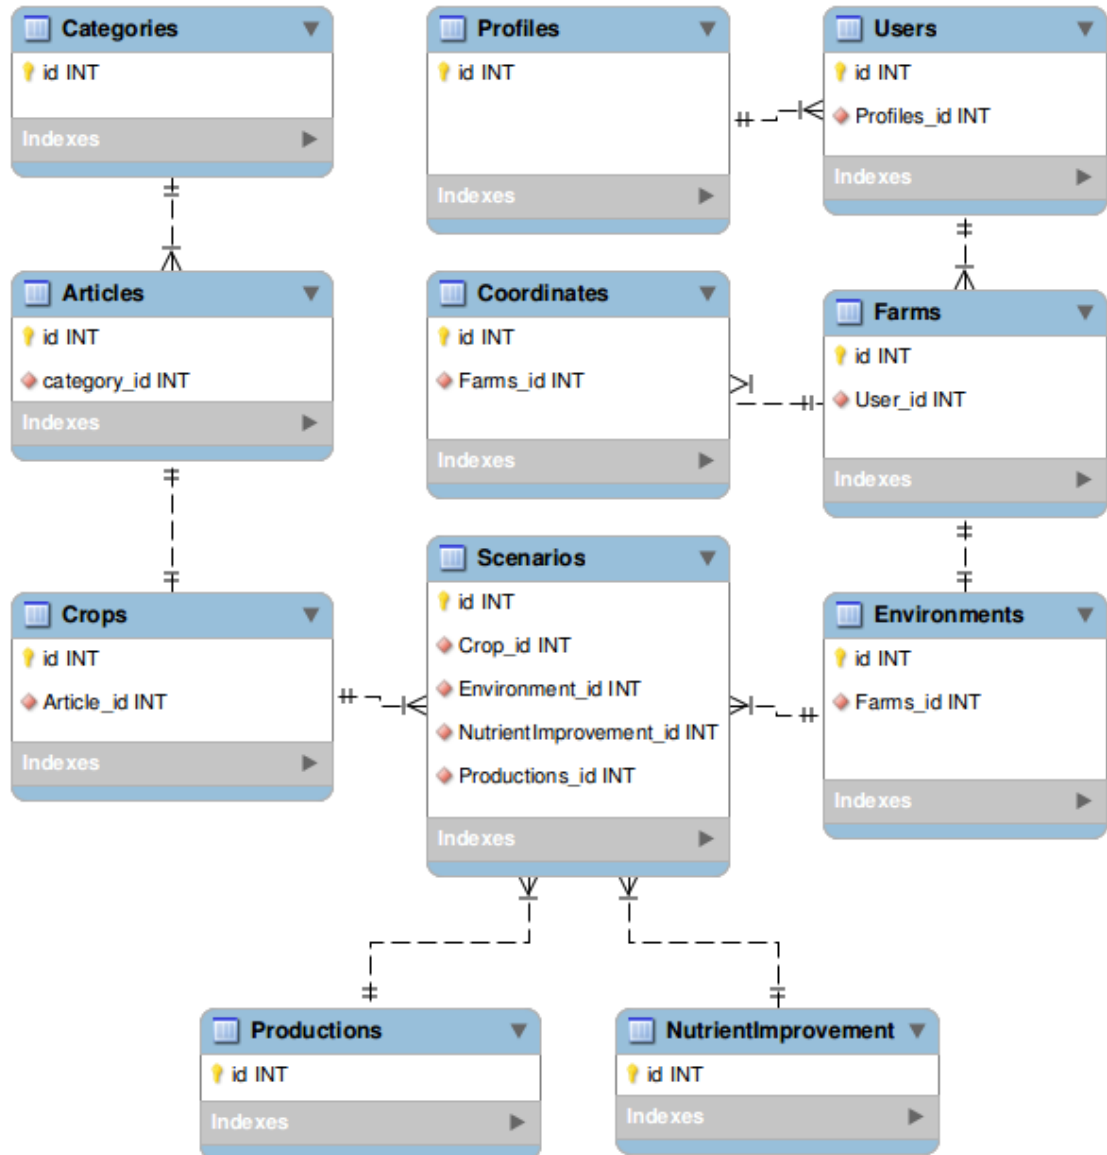 Categories
id INT
Indexes
Profiles
id INT
Indexes
Users
id INT
Profiles_id INT
Indexes
Articles
id INT
category_id INT
Indexes
Coordinates
id INT
Farms_id INT
Indexes
Farms
id INT
User_id INT
Indexes
Crops
id INT
Article_id INT
Indexes
Scenarios
id INT
Crop_id INT
Environment_id INT
NutrientImprovement_id INT
Productions_id INT
Indexes
Environments
id INT
Farms_id INT
Indexes
Productions
id INT
Indexes
NutrientImprovement
id INT
Indexes